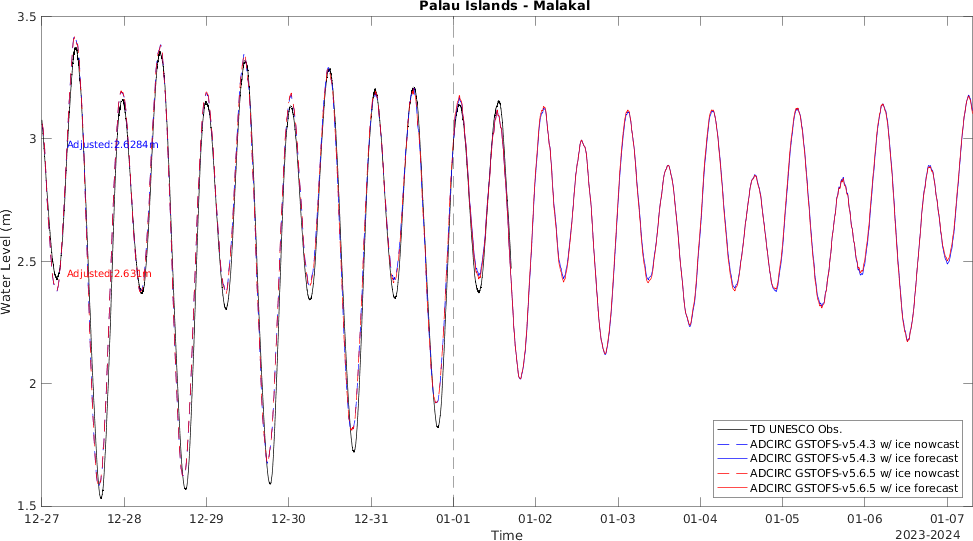 Palau Islands - Malakal
3.5
3
2.5
2
1.5
Water Level (m)
Adjusted:2.6284m
Adjusted:2.631m
TD UNESCO Obs.
ADCIRC GSTOFS-v5.4.3 w/ ice nowcast
ADCIRC GSTOFS-v5.4.3 w/ ice forecast
ADCIRC GSTOFS-v5.6.5 w/ ice nowcast
ADCIRC GSTOFS-v5.6.5 w/ ice forecast
12-27 12-28 12-29 12-30 12-31 01-01 01-02 01-03 01-04 01-05 01-06 01-07
Time
2023-2024